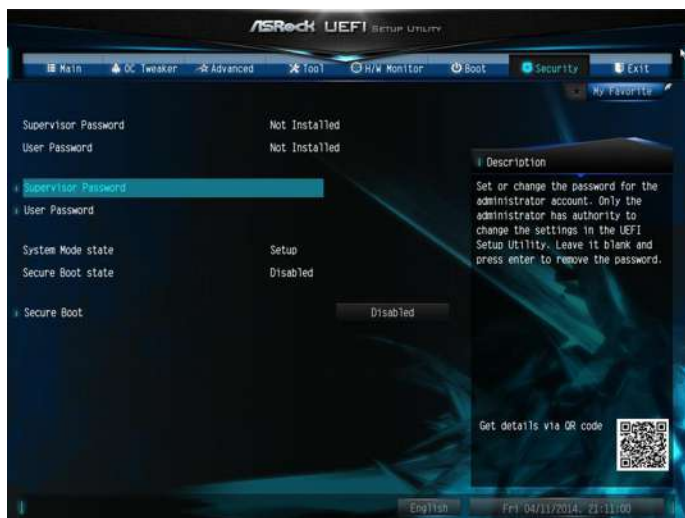 ASRock UEFI SETUP UTILITY
Main OC Tweaker Advanced Tool H/W Monitor Boot Security Exit
My Favorite
Supervisor Password Not Installed
User Password Not Installed
Supervisor Password
User Password
System Mode state Setup
Secure Boot state Disabled
Secure Boot Disabled
Description
Set or change the password for the
administrator account. Only the
administrator has authority to
change the settings in the UEFI
Setup Utility. Leave it blank and
press enter to remove the password.
Get details via QR code
English Fri 04/11/2014. 21:11:00